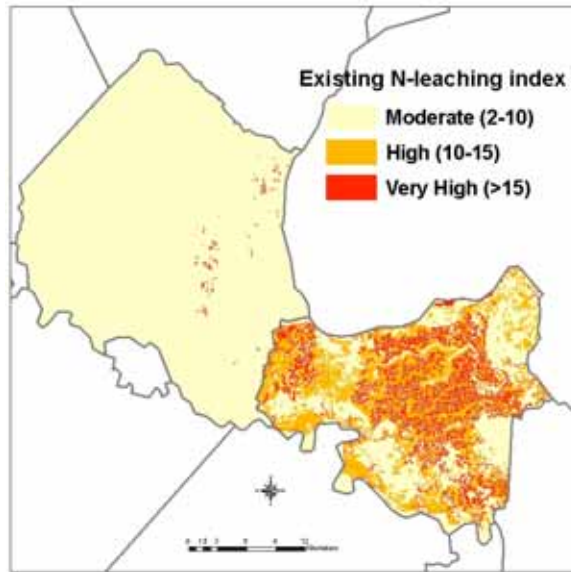 Existing N-leaching index
Moderate (2-10)
High (10-15)
Very High (>15)